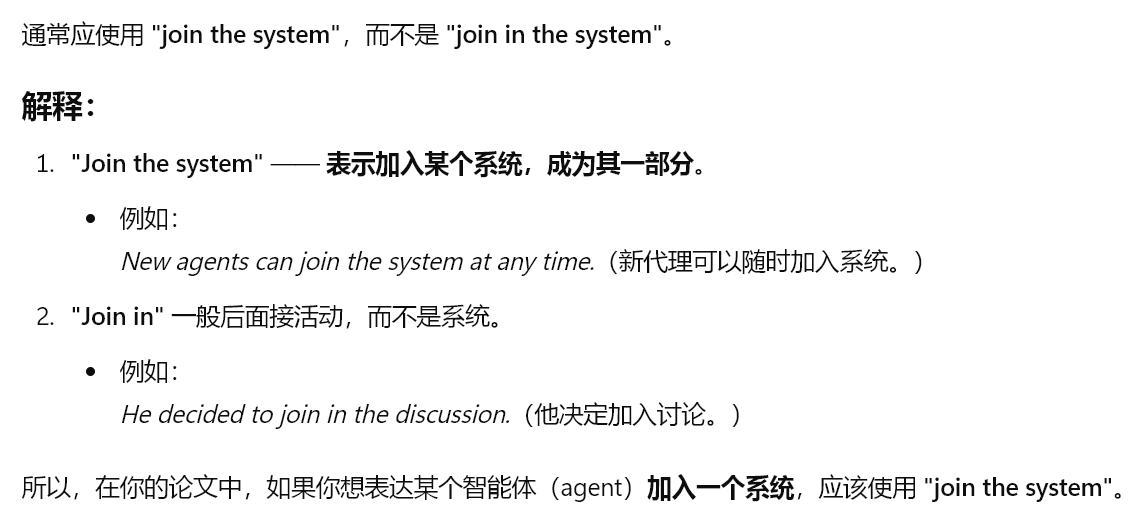 通常应使用 "join the system"，而不是 "join in the system"。
解释：
1. "Join the system" —— 表示加入某个系统，成为其一部分。
• 例如：
New agents can join the system at any time.（新代理可以随时加入系统。）
2. "Join in" 一般后面接活动，而不是系统。
• 例如：
He decided to join in the discussion.（他决定加入讨论。）
所以，在你的论文中，如果你想表达某个智能体（agent）加入一个系统，应该使用 "join the system"。